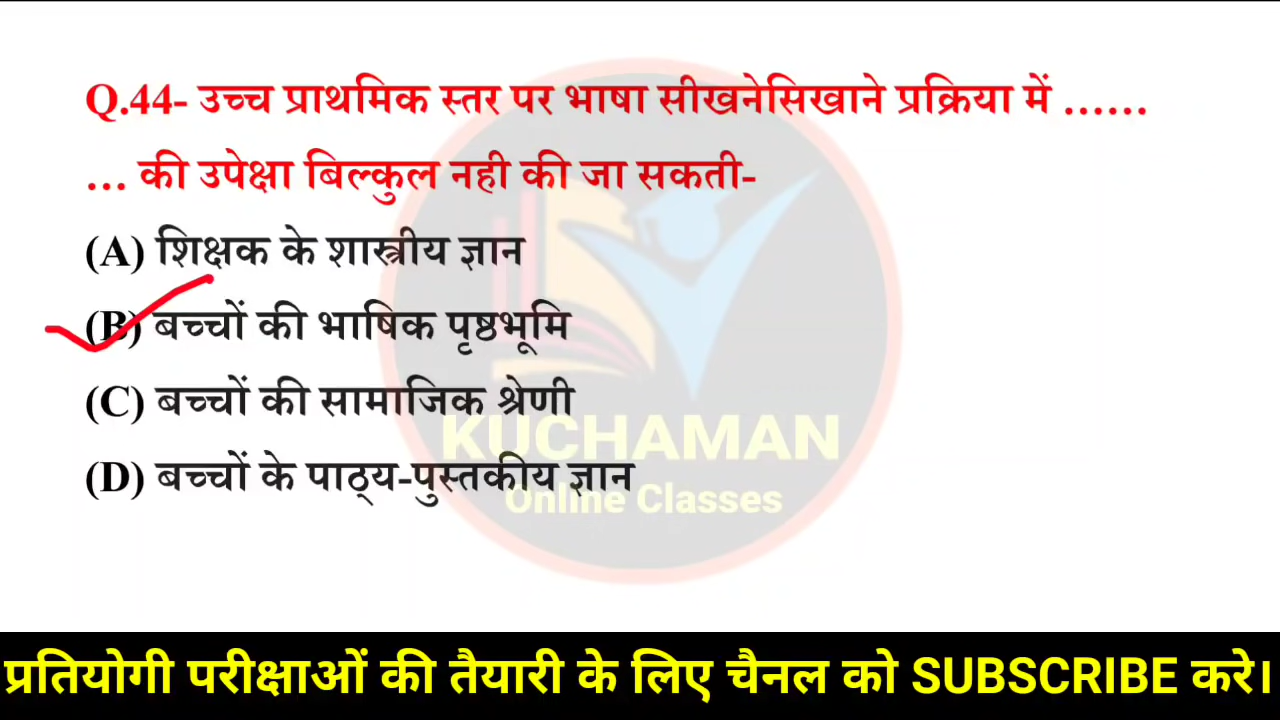 Q.44- उच्च प्राथमिक स्तर पर भाषा सीखनेसिखाने प्रक्रिया में ……
… की उपेक्षा बिल्कुल नही की जा सकती-
(A) शिक्षक के शास्त्रीय ज्ञान
(B) बच्चों की भाषिक पृष्ठभूमि
(C) बच्चों की सामाजिक श्रेणी
(D) बच्चों के पाठ्य-पुस्तकीय ज्ञान
KUCHAMAN
Online Classes
प्रतियोगी परीक्षाओं की तैयारी के लिए चैनल को SUBSCRIBE करे।